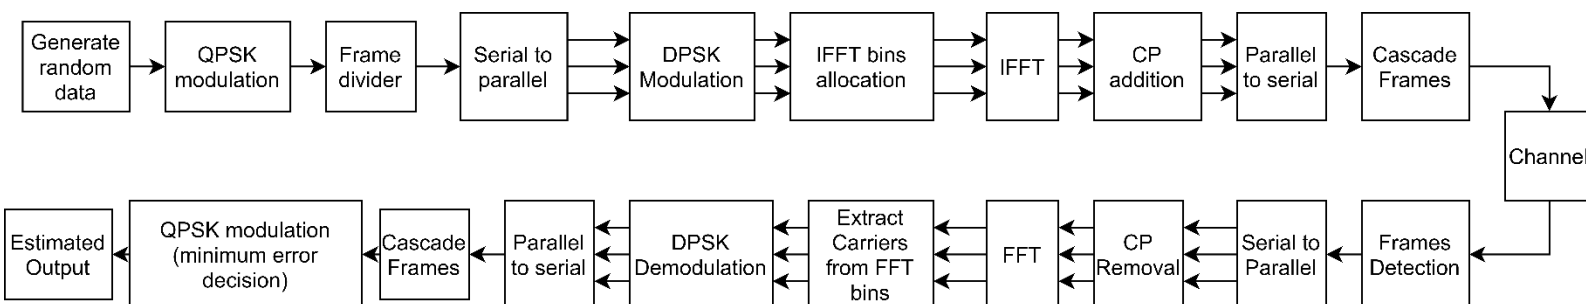 Generate
random
data
QPSK
modulation
Frame
divider
Serial to
parallel
DPSK
Modulation
IFFT bins
allocation
IFFT
CP
addition
Parallel
to serial
Cascade
Frames
Channel
Estimated
Output
QPSK modulation
(minimum error
decision)
Cascade
Frames
Parallel
to serial
DPSK
Demodulation
Extract
Carriers
from FFT
bins
FFT
CP
Removal
Serial to
Parallel
Frames
Detection